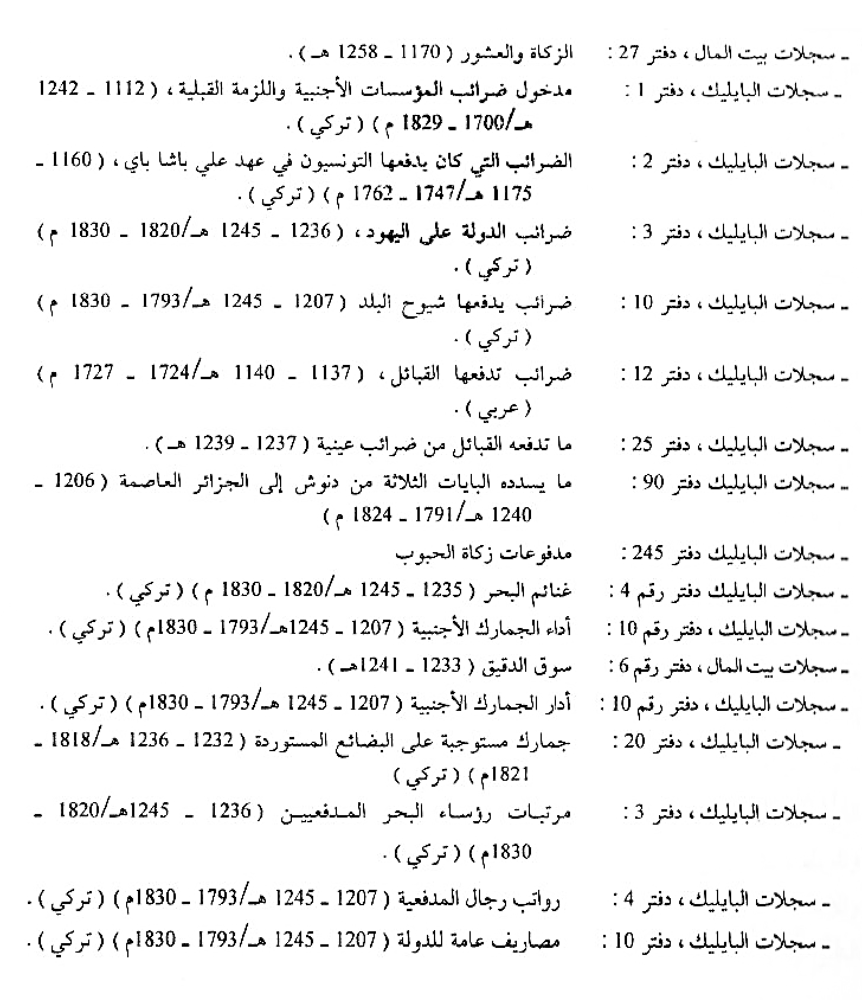 ـ سجلات بيت المال ، دفتر 27 : الزكاة والعشور ( 1170 ـ 1258 هـ ) .
ـ سجلات البايليك ، دفتر 1 : مدخول ضرائب المؤسسات الأجنبية واللزمة القبلية ، ( 1112 ـ 1242
هـ/1700 ـ 1829 م ) ( تركي ) .
ـ سجلات البايليك ، دفتر 2 : الضرائب التي كان يدفعها التونسيون في عهد علي باشا باي ، ( 1160 ـ
1175 هـ/1747 ـ 1762 م ) ( تركي ) .
ـ سجلات البايليك ، دفتر 3 : ضرائب الدولة على اليهود ، ( 1236 ـ 1245 هـ/1820 ـ 1830 م )
( تركي ) .
ـ سجلات البايليك ، دفتر 10 : ضرائب يدفعها شيوح البلد ( 1207 ـ 1245 هـ/1793 ـ 1830 م )
( تركي ) .
ـ سجلات البايليك ، دفتر 12 : ضرائب تدفعها القبائل ، ( 1137 ـ 1140 هـ/1724 ـ 1727 م )
( عربي ) .
ـ سجلات البايليك ، دفتر 25 : ما تدفعه القبائل من ضرائب عينية ( 1237 ـ 1239 هـ ) .
ـ سجلات البايليك دفتر 90 : ما يسدده البايات الثلاثة من دنوش إلى الجزائر العاصمة ( 1206 ـ
1240 هـ/1791 ـ 1824 م )
ـ سجلات البايليك دفتر 245 : مدفوعات زكاة الحبوب
ـ سجلات البايليك دفتر رقم 4 : غنائم البحر ( 1235 ـ 1245 هـ/1820 ـ 1830 م ) ( تركي ) .
ـ سجلات البايليك ، دفتر رقم 10 : أداء الجمارك الأجنبية ( 1207 ـ 1245هـ/1793 ـ 1830م ) ( تركي ) .
ـ سجلات بيت المال ، دفتر رقم 6 : سوق الدقيق ( 1233 ـ 1241هـ ) .
ـ سجلات البايليك ، دفتر رقم 10 : أدار الجمارك الأجنبية ( 1207 ـ 1245 هـ/1793 ـ 1830م ) ( تركي ) .
ـ سجلات البايليك ، دفتر 20 : جمارك مستوجبة على البضائع المستوردة ( 1232 ـ 1236 هـ/1818 ـ
1821م ) ( تركي )
ـ سجلات البايليك ، دفتر 3 : مرتبات رؤساء البحر المدفعيين ( 1236 ـ 1245هـ/1820 ـ
1830م ) ( تركي ) .
ـ سجلات البايليك ، دفتر 4 : رواتب رجال المدفعية ( 1207 ـ 1245 هـ/1793 ـ 1830م ) ( تركي ) .
ـ سجلات البايليك ، دفتر 10 : مصاريف عامة للدولة ( 1207 ـ 1245 هـ/1793 ـ 1830م ) ( تركي ) .